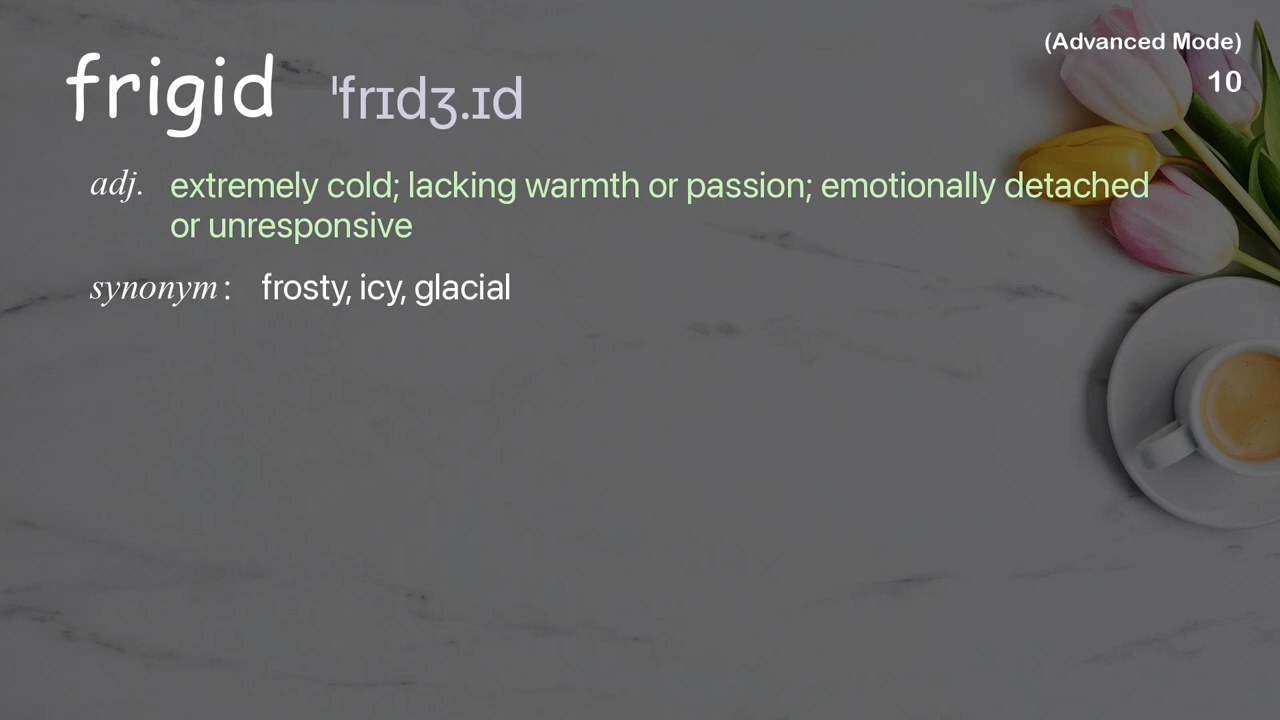 (Advanced Mode)
10
frigid ˈfrɪdʒ.ɪd
adj. extremely cold; lacking warmth or passion; emotionally detached
or unresponsive
synonym: frosty, icy, glacial